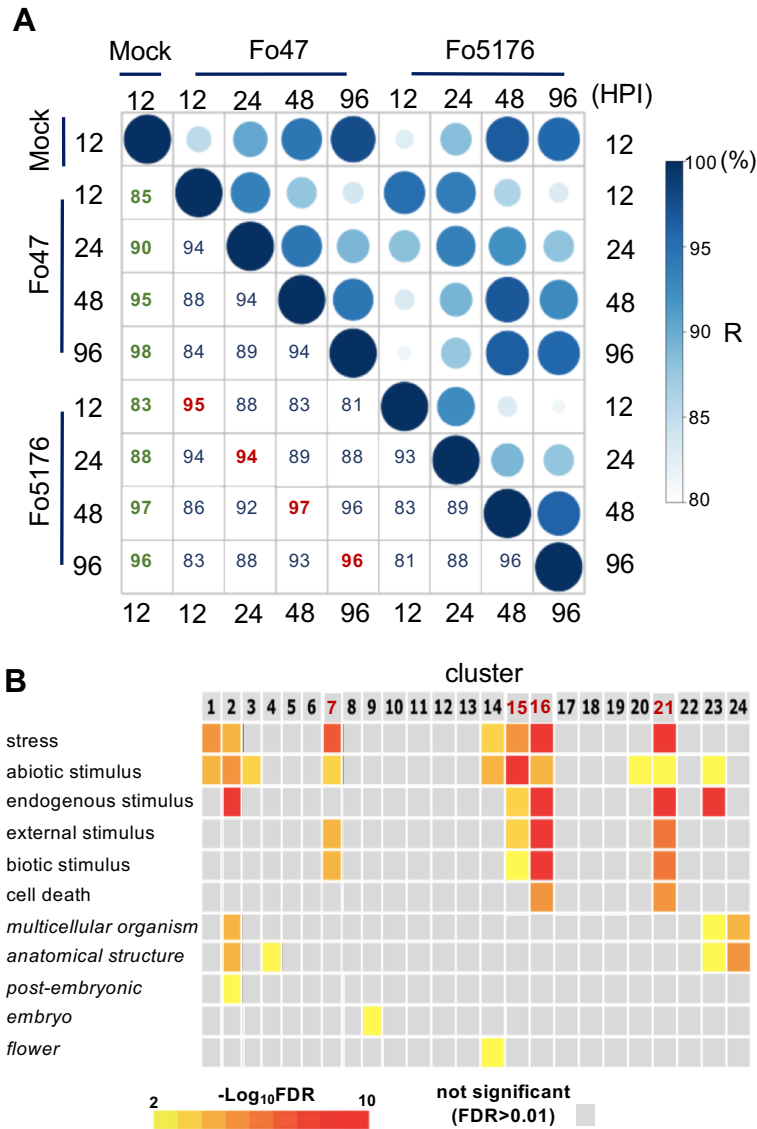 A
Mock Fo47 Fo5176
12 12 24 48 96 12 24 48 96 (HPI)
Mock 12 12
100 (%)
12 85 12
Fo47
24 90 94 24
95
48 95 88 94 48
90 R
96 98 84 89 94 96
12 83 95 88 83 81 12
85
Fo5176
24 88 94 94 89 88 93 24
80
48 97 86 92 97 96 83 89 48
96 96 83 88 93 96 81 88 96 96
12 12 24 48 96 12 24 48 96
B
cluster
1 2 3 4 5 6 7 8 9 10 11 12 13 14 15 16 17 18 19 20 21 22 23 24
stress
abiotic stimulus
endogenous stimulus
external stimulus
biotic stimulus
cell death
multicellular organism
anatomical structure
post-embryonic
embryo
flower
2 -Log₁₀FDR 10
not significant
(FDR>0.01)